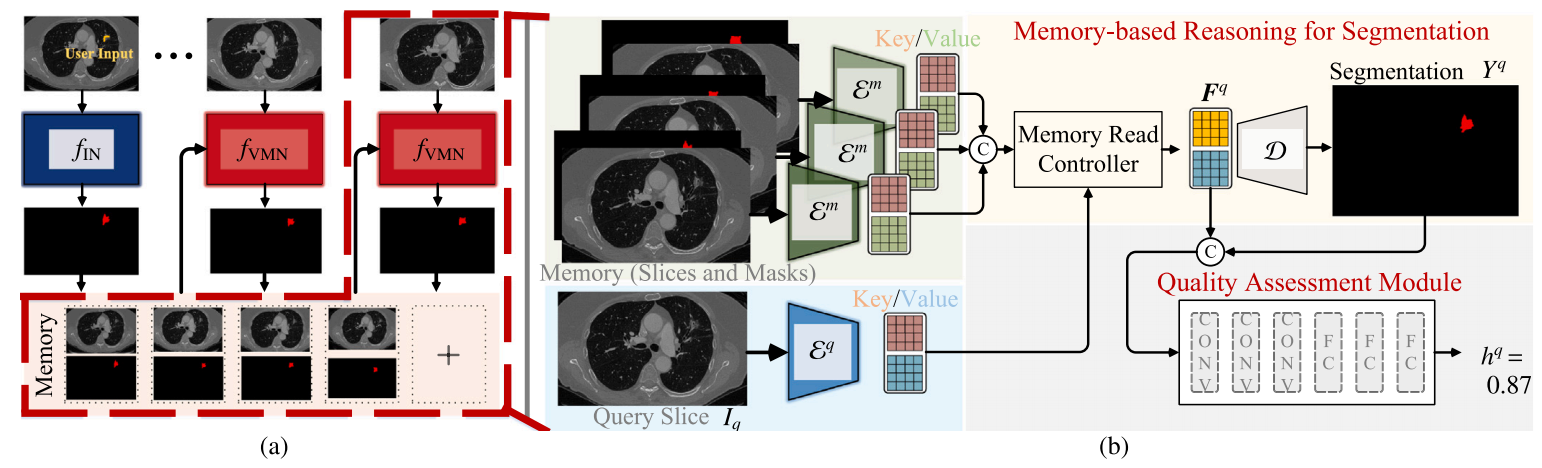 User Input
...
f_IN
f_VMN
f_VMN
Memory
+
(a)
Key/Value
ℰ^m
ℰ^m
ℰ^m
C
Memory (Slices and Masks)
Key/Value
ℰ^q
Query Slice I_q
Memory-based Reasoning for Segmentation
Memory Read
Controller
F^q
𝒟
Segmentation Y^q
C
Quality Assessment Module
CONV
CONV
CONV
FC
FC
FC
h^q =
0.87
(b)